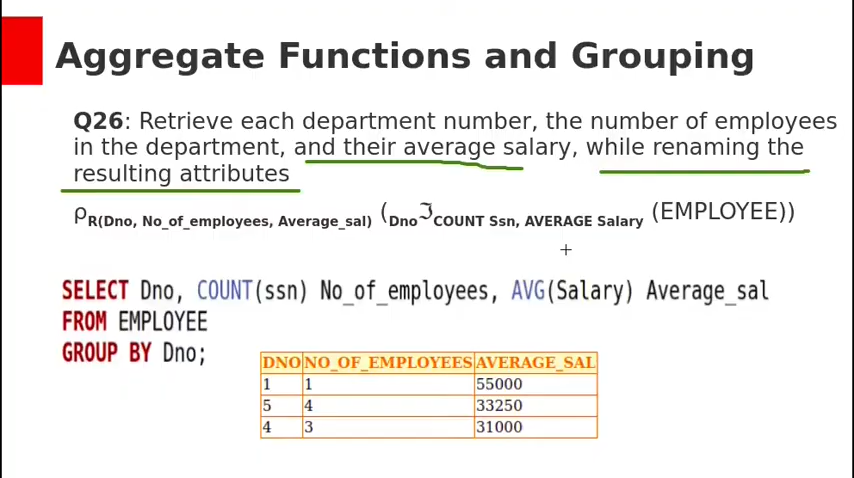 Aggregate Functions and Grouping
Q26: Retrieve each department number, the number of employees
in the department, and their average salary, while renaming the
resulting attributes
ρR(Dno, No_of_employees, Average_sal) (DnoℑCOUNT Ssn, AVERAGE Salary (EMPLOYEE))
SELECT Dno, COUNT(ssn) No_of_employees, AVG(Salary) Average_sal
FROM EMPLOYEE
GROUP BY Dno;
DNO NO_OF_EMPLOYEES AVERAGE_SAL
1 1 55000
5 4 33250
4 3 31000